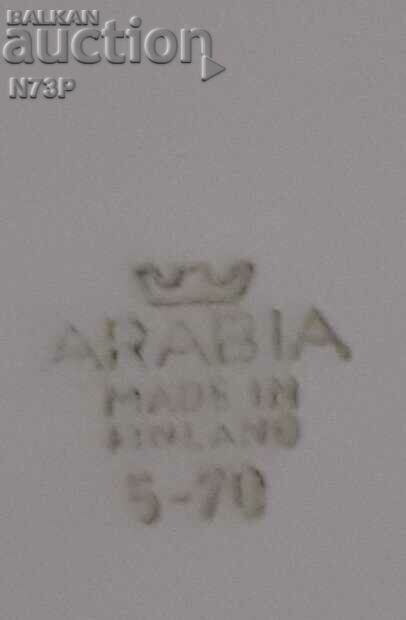 BALKAN
auction
N73P
ARABIA
MADE IN
FINLAND
5-70